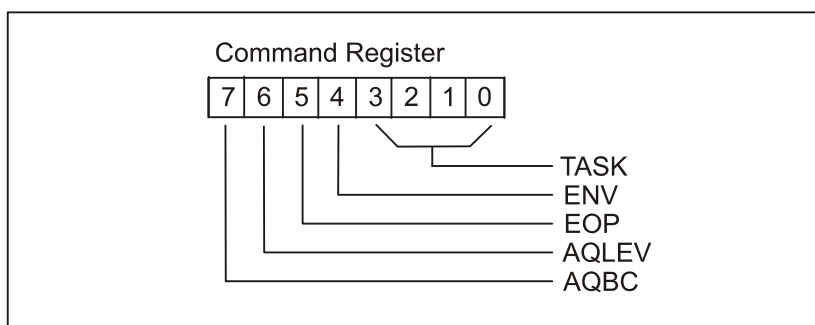 Command Register
7 6 5 4 3 2 1 0
TASK
ENV
EOP
AQLEV
AQBC